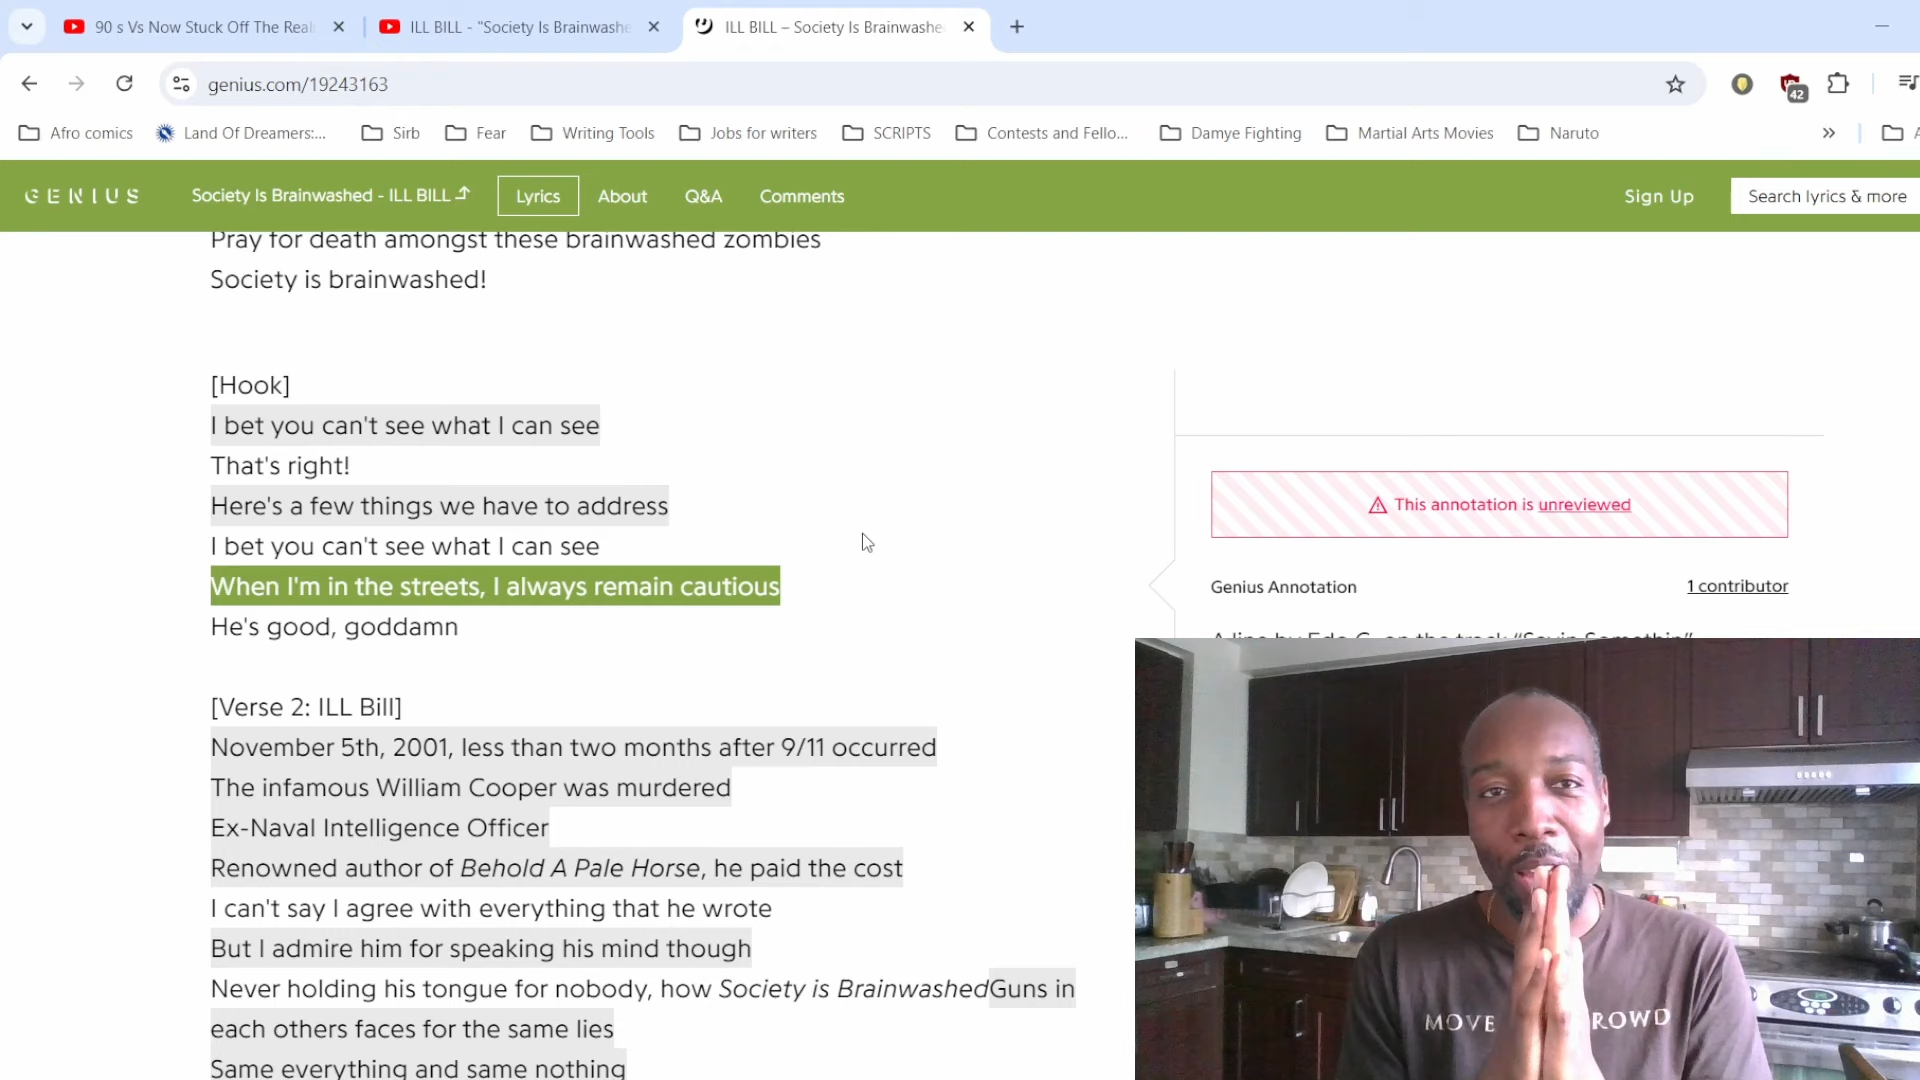 90 s Vs Now Stuck Off The Real
ILL BILL - "Society Is Brainwashe
ILL BILL – Society Is Brainwashe
genius.com/19243163
42
Afro comics
Land Of Dreamers:...
Sirb
Fear
Writing Tools
Jobs for writers
SCRIPTS
Contests and Fello...
Damye Fighting
Martial Arts Movies
Naruto
GENIUS
Society Is Brainwashed - ILL BILL
Lyrics
About
Q&A
Comments
Sign Up
Search lyrics & more
Pray for death amongst these brainwashed zombies
Society is brainwashed!
[Hook]
I bet you can't see what I can see
That's right!
Here's a few things we have to address
I bet you can't see what I can see
When I'm in the streets, I always remain cautious
He's good, goddamn
This annotation is unreviewed
Genius Annotation
1 contributor
A line by Edo G. on the track "Sayin Somethin"
[Verse 2: ILL Bill]
November 5th, 2001, less than two months after 9/11 occurred
The infamous William Cooper was murdered
Ex-Naval Intelligence Officer
Renowned author of Behold A Pale Horse, he paid the cost
I can't say I agree with everything that he wrote
But I admire him for speaking his mind though
Never holding his tongue for nobody, how Society is BrainwashedGuns in
each others faces for the same lies
Same everything and same nothing
MOVE ROWD